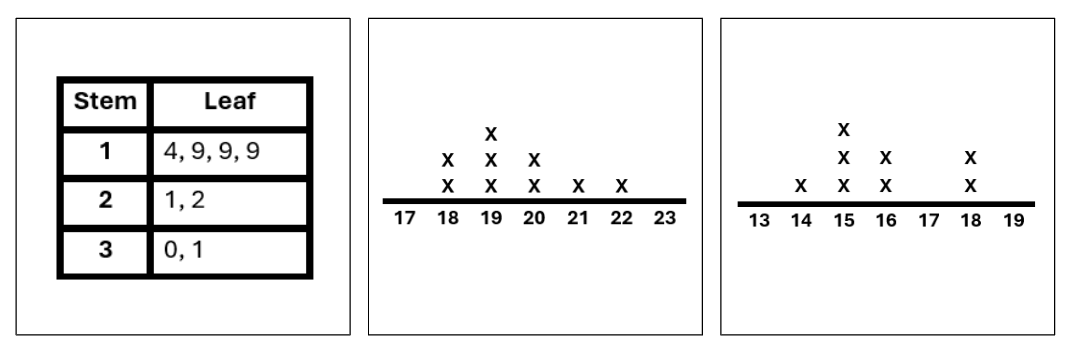 Stem Leaf
1 4, 9, 9, 9
2 1, 2
3 0, 1
X
X X X
X X X X X
17 18 19 20 21 22 23
X
X X X
X X X X
13 14 15 16 17 18 19